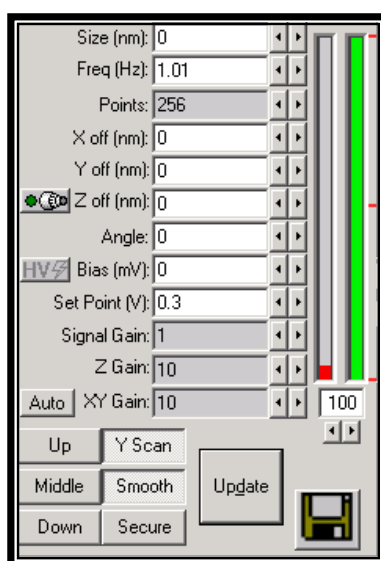 Size (nm): 0
Freq (Hz): 1.01
Points: 256
X off (nm): 0
Y off (nm): 0
Z off (nm): 0
Angle: 0
HV Bias (mV): 0
Set Point (V): 0.3
Signal Gain: 1
Z Gain: 10
Auto XY Gain: 10 100
Up Y Scan
Middle Smooth Update
Down Secure